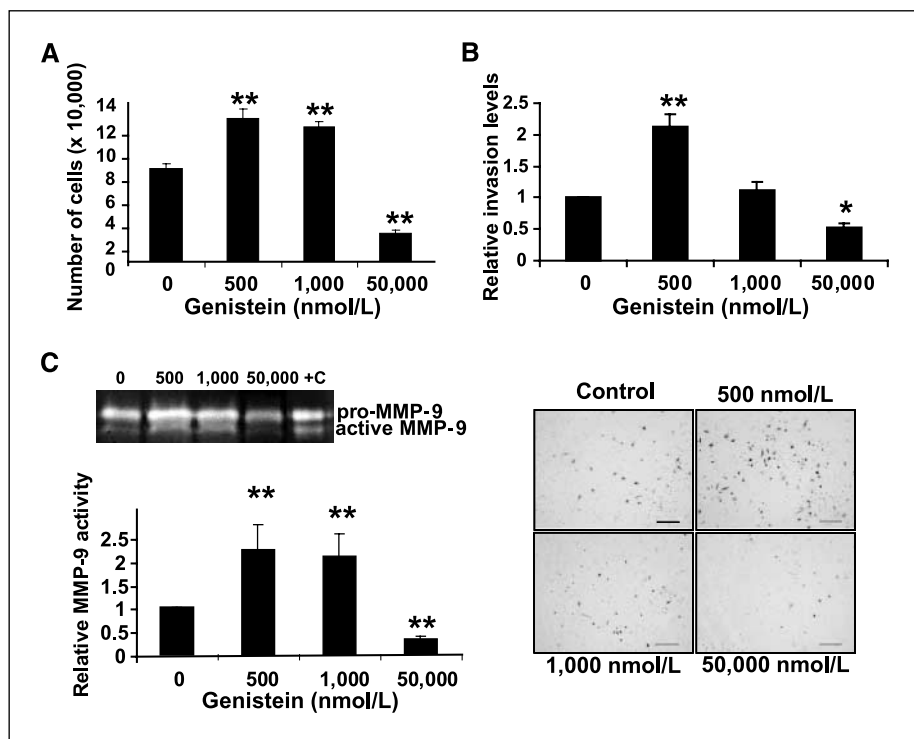 A
Number of cells (x 10,000)
14
12
10
8
6
4
2
0
**
**
**
0 500 1,000 50,000
Genistein (nmol/L)
B
Relative invasion levels
2.5
2
1.5
1
0.5
0
**
*
0 500 1,000 50,000
Genistein (nmol/L)
C
0 500 1,000 50,000 +C
pro-MMP-9
active MMP-9
Relative MMP-9 activity
2.5
2
1.5
1
0.5
0
**
**
**
0 500 1,000 50,000
Genistein (nmol/L)
Control 500 nmol/L
1,000 nmol/L 50,000 nmol/L